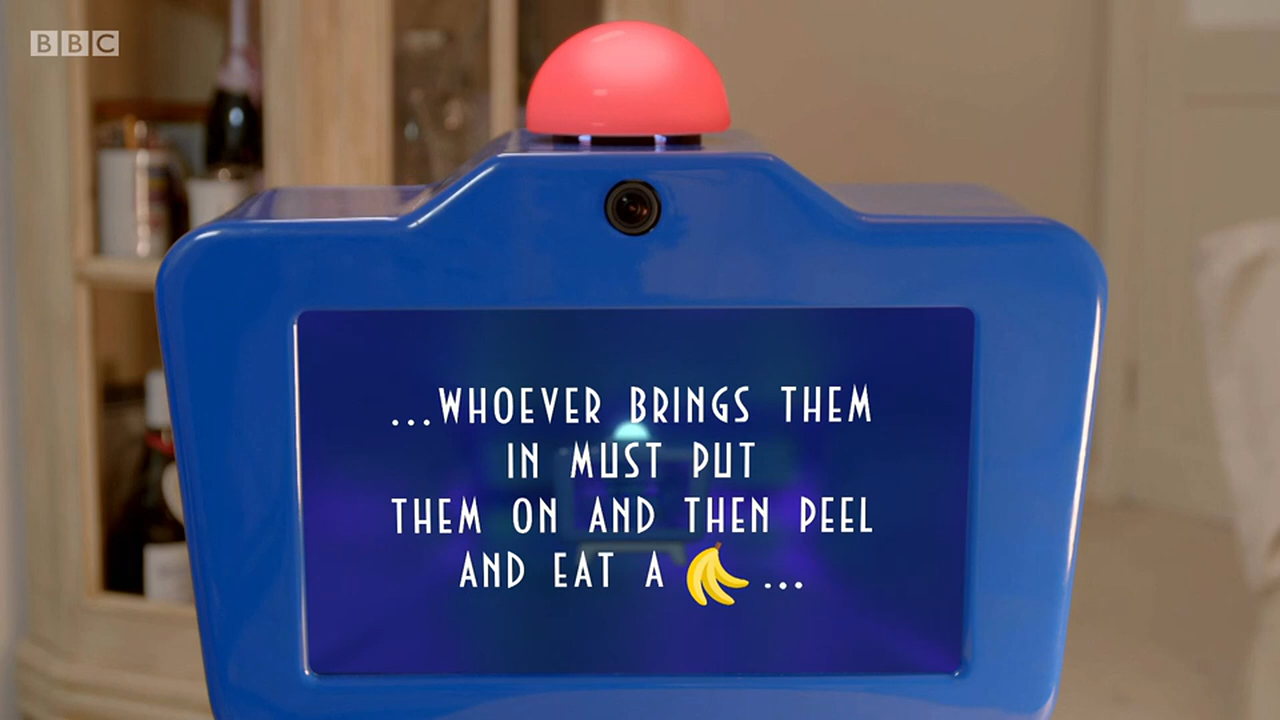 BBC
...WHOEVER BRINGS THEM
IN MUST PUT
THEM ON AND THEN PEEL
AND EAT A 🍌 ...